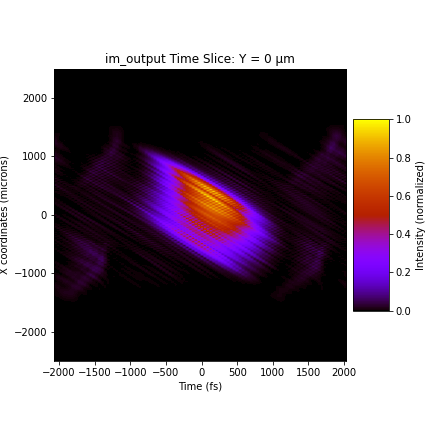 im_output Time Slice: Y = 0 μm
X coordinates (microns)
2000
1000
0
−1000
−2000
−2000 −1500 −1000 −500 0 500 1000 1500 2000
Time (fs)
1.0
0.8
0.6
0.4
0.2
0.0
Intensity (normalized)